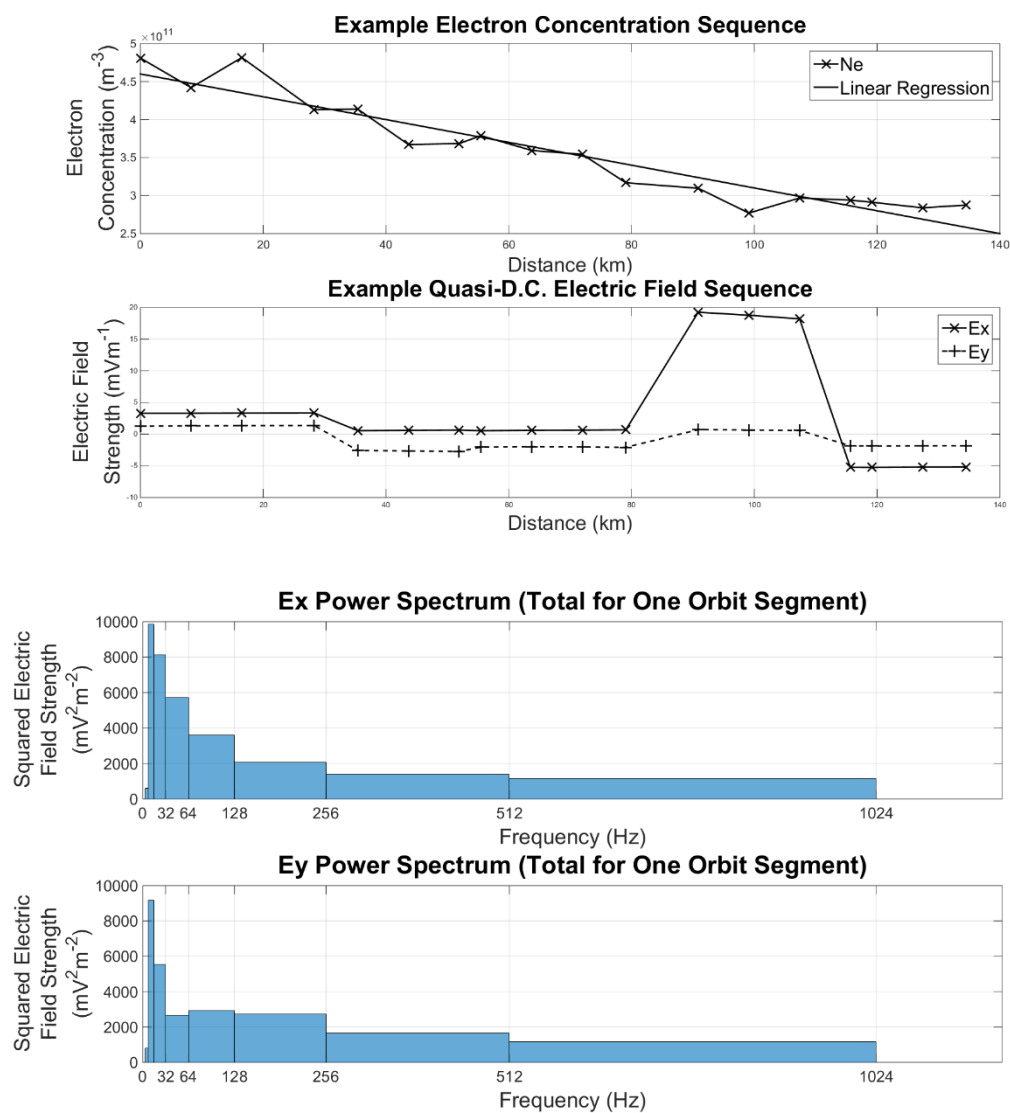 Example Electron Concentration Sequence
×10^11
5
4.5
4
3.5
3
2.5
Electron
Concentration (m^-3)
Ne
Linear Regression
0 20 40 60 80 100 120 140
Distance (km)
Example Quasi-D.C. Electric Field Sequence
20
15
10
5
0
-5
-10
Electric Field
Strength (mVm^-1)
Ex
Ey
0 20 40 60 80 100 120 140
Distance (km)
Ex Power Spectrum (Total for One Orbit Segment)
10000
8000
6000
4000
2000
0
Squared Electric
Field Strength
(mV^2m^-2)
0 32 64 128 256 512 1024
Frequency (Hz)
Ey Power Spectrum (Total for One Orbit Segment)
10000
8000
6000
4000
2000
0
Squared Electric
Field Strength
(mV^2m^-2)
0 32 64 128 256 512 1024
Frequency (Hz)